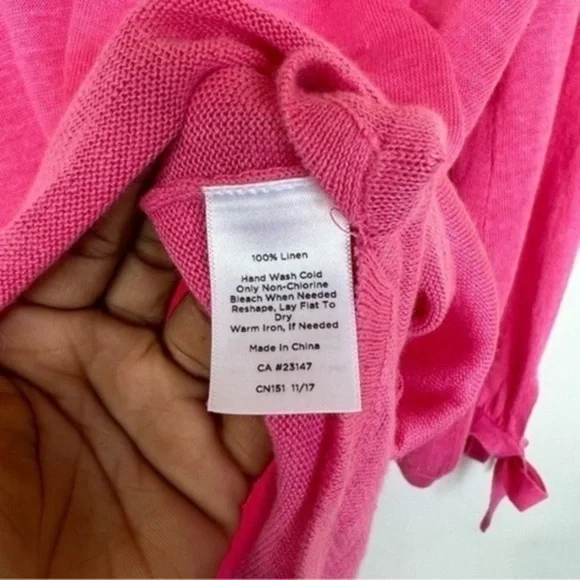 100% Linen
Hand Wash Cold
Only Non-Chlorine
Bleach When Needed
Reshape, Lay Flat To
Dry
Warm Iron, If Needed
Made In China
CA #23147
CN151 11/17